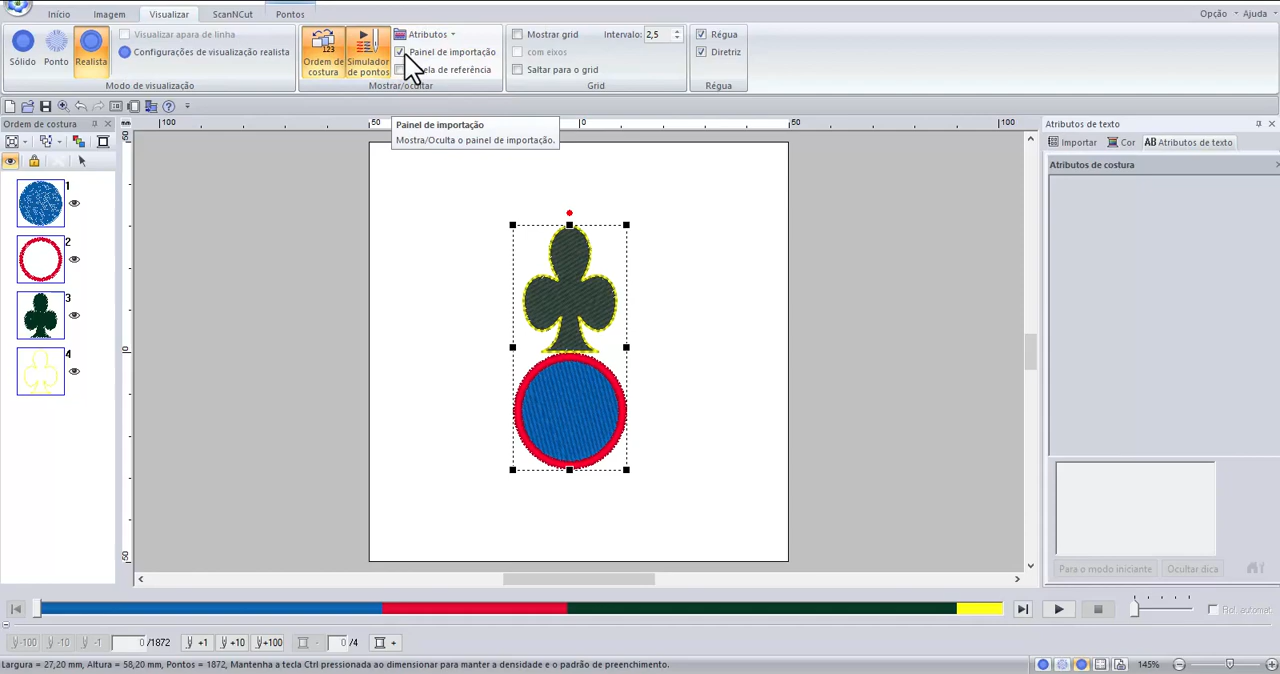 Início Imagem Visualizar ScanNCut Pontos Opção Ajuda
Sólido Ponto Realista
Visualizar apara de linha
Configurações de visualização realista
Modo de visualização
Ordem de costura
Simulador de pontos
Atributos
Painel de importação
de referência
Mostrar/ocultar
Mostrar grid Intervalo: 2,5
com eixos
Saltar para o grid
Grid
Régua
Diretriz
Régua
Ordem de costura
mm 100 50 0 50 100
Painel de importação
Mostra/Oculta o painel de importação.
Atributos de texto
Importar Cor AB Atributos de texto
Atributos de costura
1
2
3
4
50
0
50
Para o modo iniciante Ocultar dica
Rol. automát
-100 -10 -1 0 /1872 +1 +10 +100 - 0 /4 +
Largura = 27,20 mm, Altura = 58,20 mm, Pontos = 1872, Mantenha a tecla Ctrl pressionada ao dimensionar para manter a densidade e o padrão de preenchimento.
145%